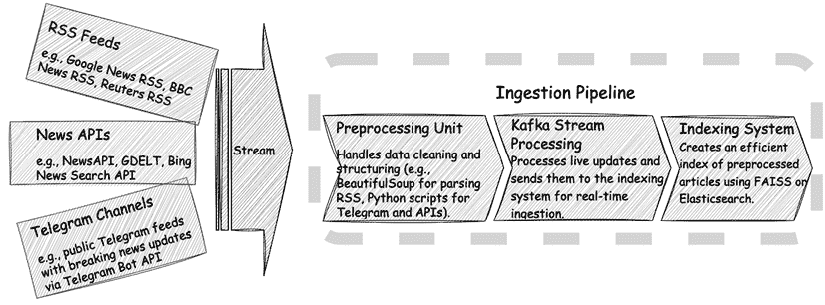 RSS Feeds
e.g., Google News RSS, BBC
News RSS, Reuters RSS
News APIs
e.g., NewsAPI, GDELT, Bing
News Search API
Telegram Channels
e.g., public Telegram feeds
with breaking news updates
via Telegram Bot API
Stream
Ingestion Pipeline
Preprocessing Unit
Handles data cleaning and
structuring (e.g.,
BeautifulSoup for parsing
RSS, Python scripts for
Telegram and APIs).
Kafka Stream
Processing
Processes live updates and
sends them to the indexing
system for real-time
ingestion.
Indexing System
Creates an efficient
index of preprocessed
articles using FAISS on
Elasticsearch.